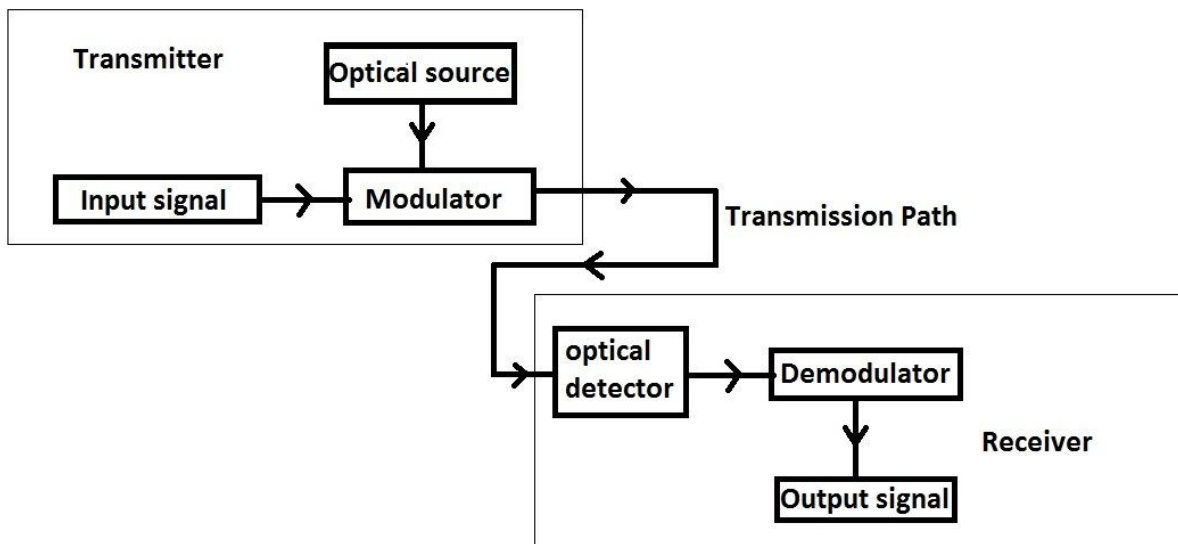 Transmitter
Optical source
Input signal
Modulator
Transmission Path
optical
detector
Demodulator
Receiver
Output signal